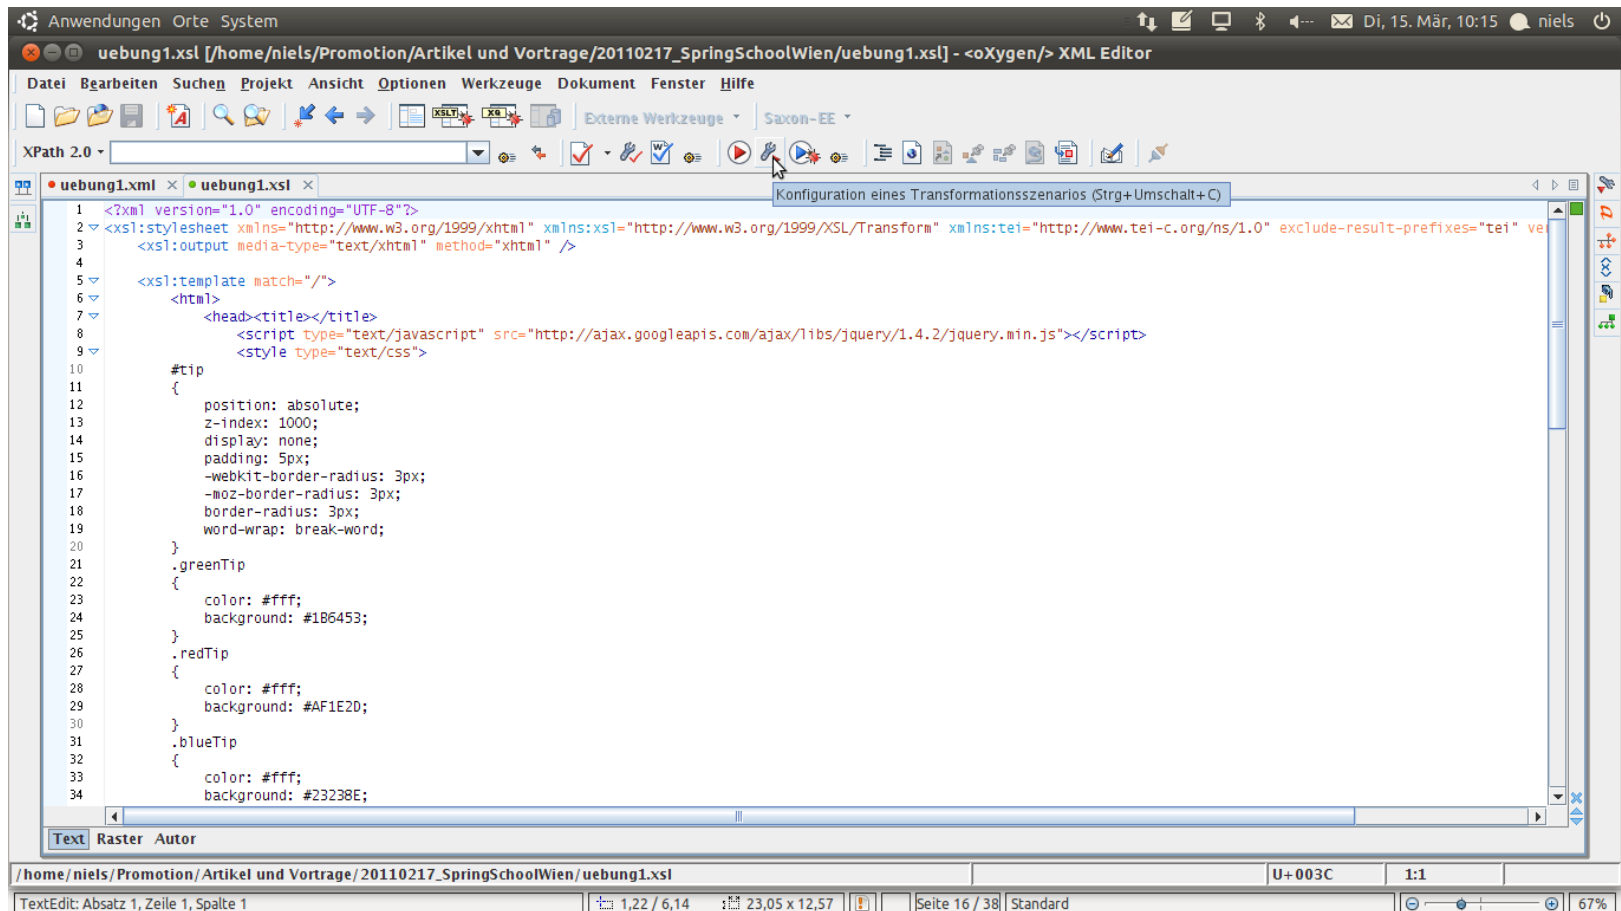 Anwendungen Orte System
Di, 15. Mär, 10:15 niels
uebung1.xsl [/home/niels/Promotion/Artikel und Vortrage/20110217_SpringSchoolWien/uebung1.xsl] - <oXygen/> XML Editor
Datei Bearbeiten Suchen Projekt Ansicht Optionen Werkzeuge Dokument Fenster Hilfe
XSLT XQ Externe Werkzeuge Saxon-EE
XPath 2.0
uebung1.xml × uebung1.xsl ×
Konfiguration eines Transformationsszenarios (Strg+Umschalt+C)
1 <?xml version="1.0" encoding="UTF-8"?>
2 <xsl:stylesheet xmlns="http://www.w3.org/1999/xhtml" xmlns:xsl="http://www.w3.org/1999/XSL/Transform" xmlns:tei="http://www.tei-c.org/ns/1.0" exclude-result-prefixes="tei" ver
3 <xsl:output media-type="text/xhtml" method="xhtml" />
4
5 <xsl:template match="/">
6 <html>
7 <head><title></title>
8 <script type="text/javascript" src="http://ajax.googleapis.com/ajax/libs/jquery/1.4.2/jquery.min.js"></script>
9 <style type="text/css">
10 #tip
11 {
12 position: absolute;
13 z-index: 1000;
14 display: none;
15 padding: 5px;
16 -webkit-border-radius: 3px;
17 -moz-border-radius: 3px;
18 border-radius: 3px;
19 word-wrap: break-word;
20 }
21 .greenTip
22 {
23 color: #fff;
24 background: #1B6453;
25 }
26 .redTip
27 {
28 color: #fff;
29 background: #AF1E2D;
30 }
31 .blueTip
32 {
33 color: #fff;
34 background: #23238E;
Text Raster Autor
/home/niels/Promotion/Artikel und Vortrage/20110217_SpringSchoolWien/uebung1.xsl U+003C 1:1
TextEdit: Absatz 1, Zeile 1, Spalte 1 1,22 / 6,14 23,05 x 12,57 Seite 16 / 38 Standard 67%